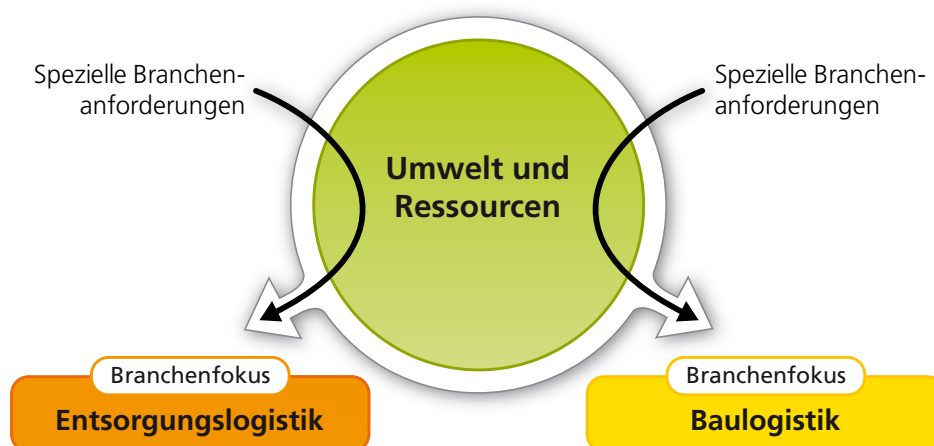 Spezielle Branchen-
anforderungen
Spezielle Branchen-
anforderungen
Umwelt und
Ressourcen
Branchenfokus
Entsorgungslogistik
Branchenfokus
Baulogistik